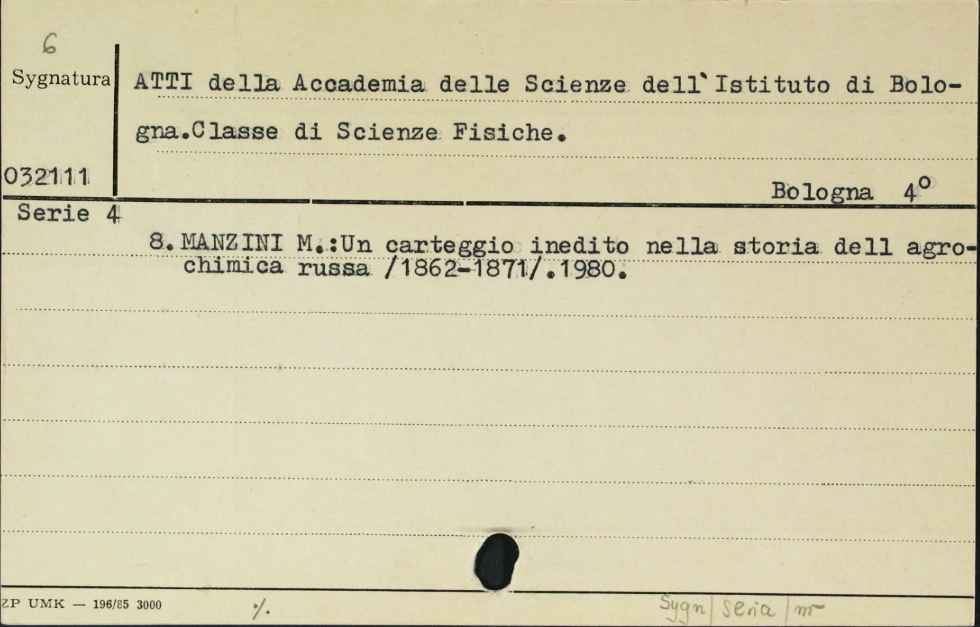 6
Sygnatura
ATTI della Accademia delle Scienze dell`Istituto di Bolo-
gna.Classe di Scienze Fisiche.
032111
Bologna 4°
Serie 4
8. MANZINI M.:Un carteggio inedito nella storia dell agro-
chimica russa /1862-1871/.1980.
ZP UMK — 196/85 3000
·/.
Sygn/seria/nr